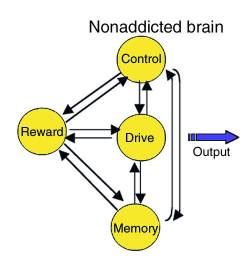 Nonaddicted brain
Control
Reward
Drive
Output
Memory